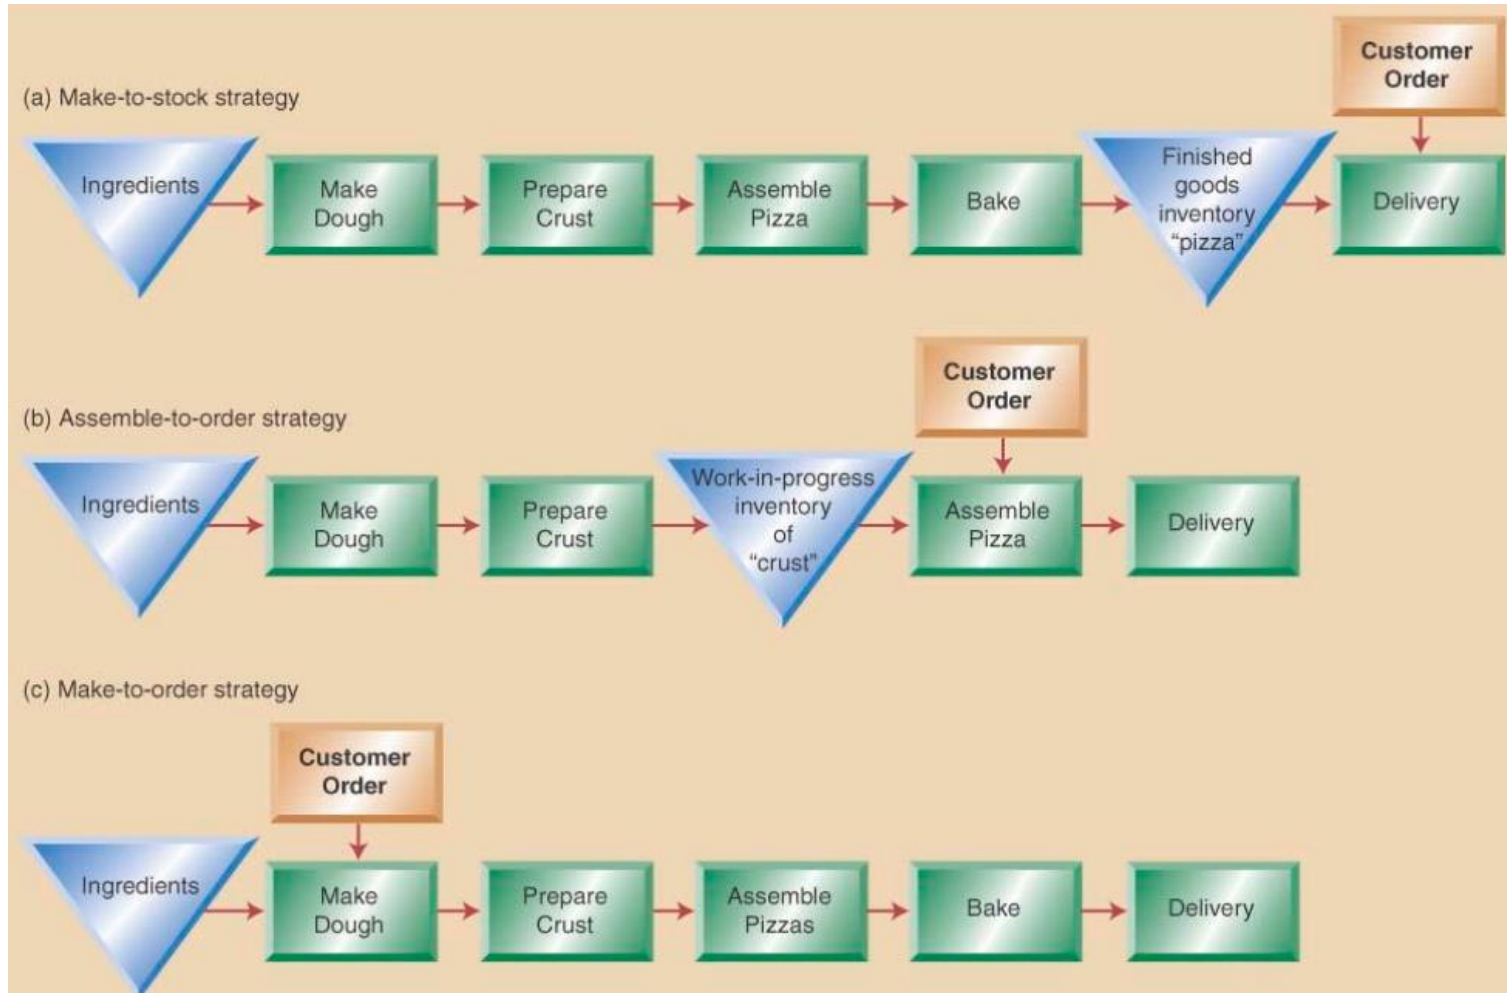 Customer
Order
(a) Make-to-stock strategy
Ingredients
Make
Dough
Prepare
Crust
Assemble
Pizza
Bake
Finished
goods
inventory
“pizza”
Delivery
Customer
Order
(b) Assemble-to-order strategy
Ingredients
Make
Dough
Prepare
Crust
Work-in-progress
inventory
of
“crust”
Assemble
Pizza
Delivery
(c) Make-to-order strategy
Customer
Order
Ingredients
Make
Dough
Prepare
Crust
Assemble
Pizzas
Bake
Delivery